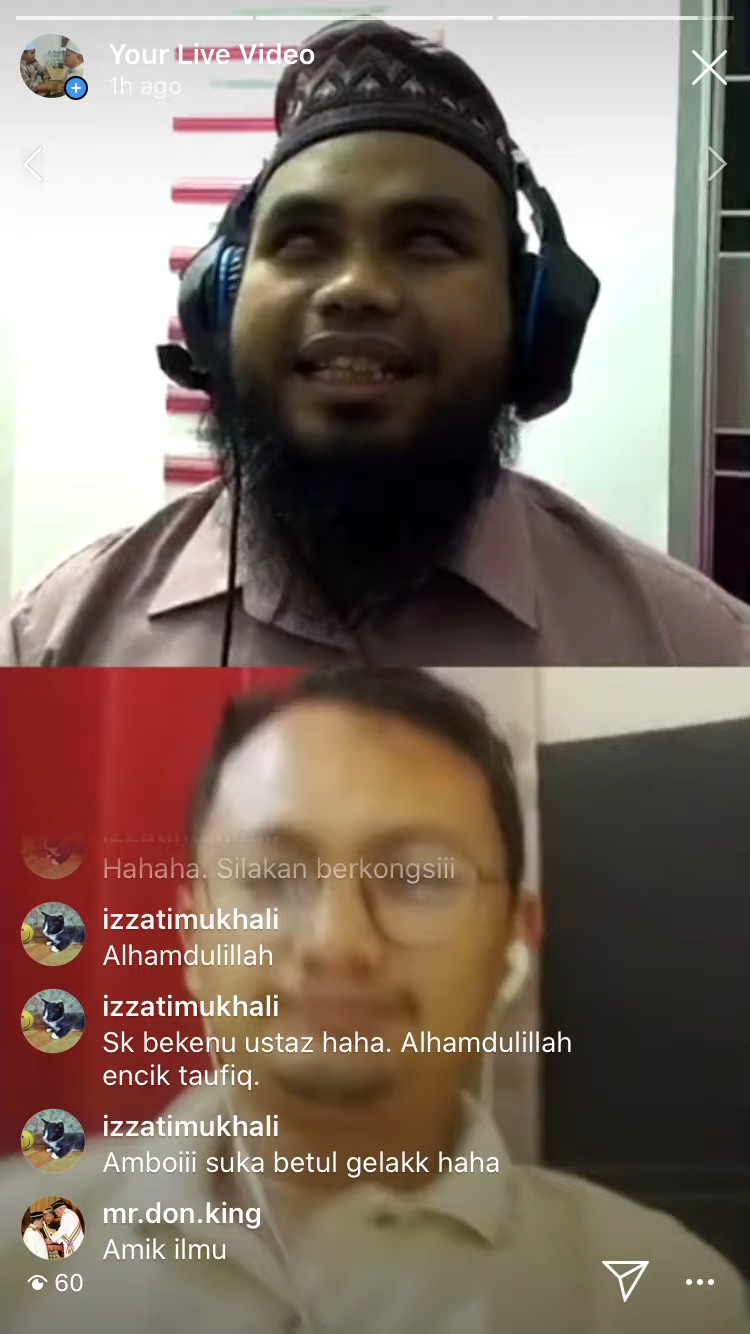 Your Live Video
1h ago
Hahaha. Silakan berkongsiii
izzatimukhali
Alhamdulillah
izzatimukhali
Sk bekenu ustaz haha. Alhamdulillah
encik taufiq.
izzatimukhali
Amboiii suka betul gelakk haha
mr.don.king
Amik ilmu
60